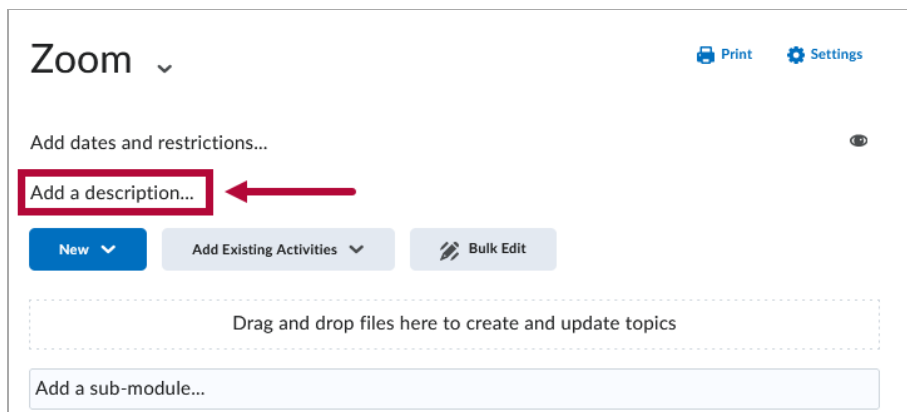 Zoom
Print
Settings
Add dates and restrictions...
Add a description...
New
Add Existing Activities
Bulk Edit
Drag and drop files here to create and update topics
Add a sub-module...